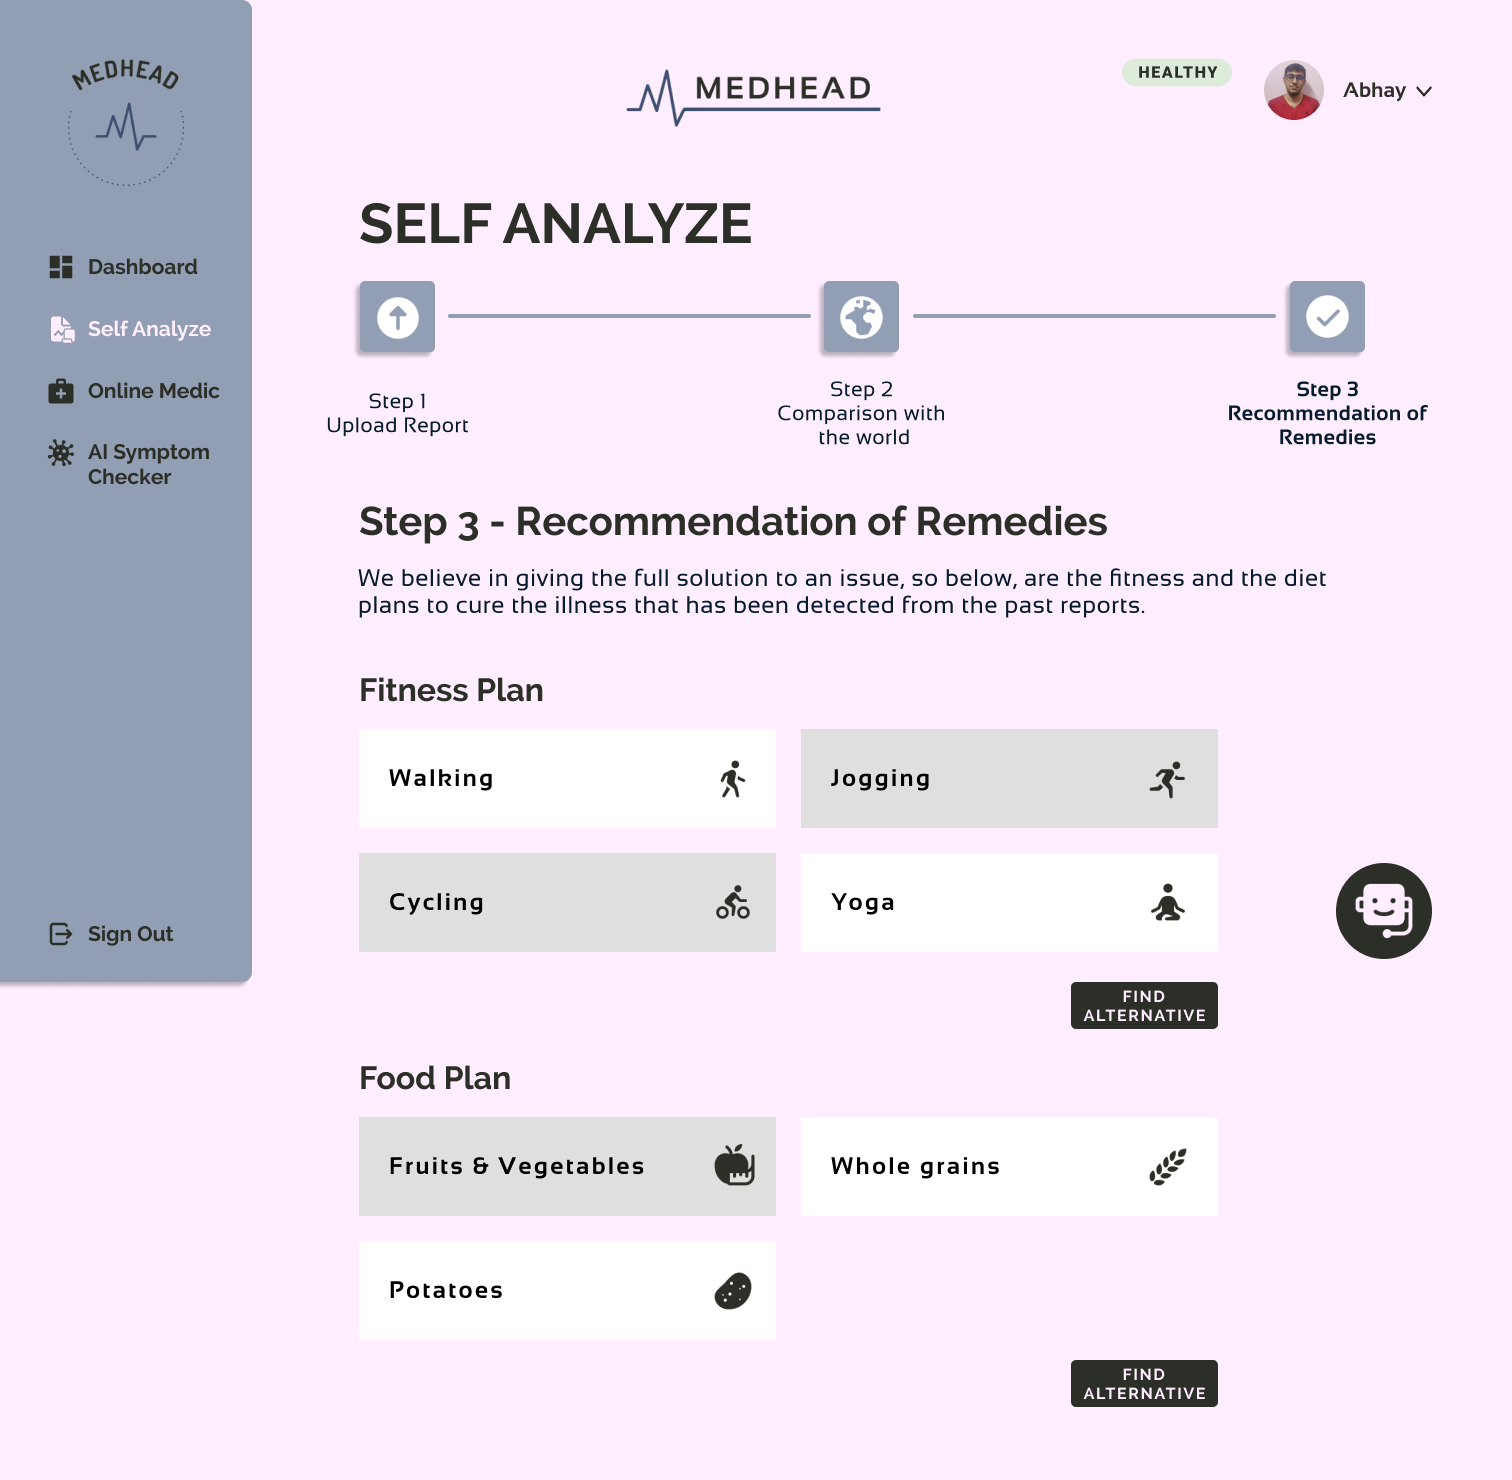 MEDHEAD
Dashboard
Self Analyze
Online Medic
AI Symptom
Checker
Sign Out
MEDHEAD
HEALTHY
Abhay
SELF ANALYZE
Step 1
Upload Report
Step 2
Comparison with
the world
Step 3
Recommendation of
Remedies
Step 3 - Recommendation of Remedies
We believe in giving the full solution to an issue, so below, are the fitness and the diet
plans to cure the illness that has been detected from the past reports.
Fitness Plan
Walking
Jogging
Cycling
Yoga
FIND
ALTERNATIVE
Food Plan
Fruits & Vegetables
Whole grains
Potatoes
FIND
ALTERNATIVE